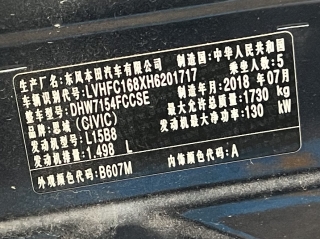 生产厂名:东风本田汽车有限公司 制造国:中华人民共和国
车辆识别代号:LVHFC168XH6201717 乘坐人数:5
型号:DHW7154FCCSE 制造年月:2018年07月
品牌:思域(CIVIC) 最大允许总质量:1730 kg
发动机型号:L15B8 发动机最大净功率:130 kW
发动机排量:1.498 L
外观颜色代码:B607M 内饰颜色代码:A